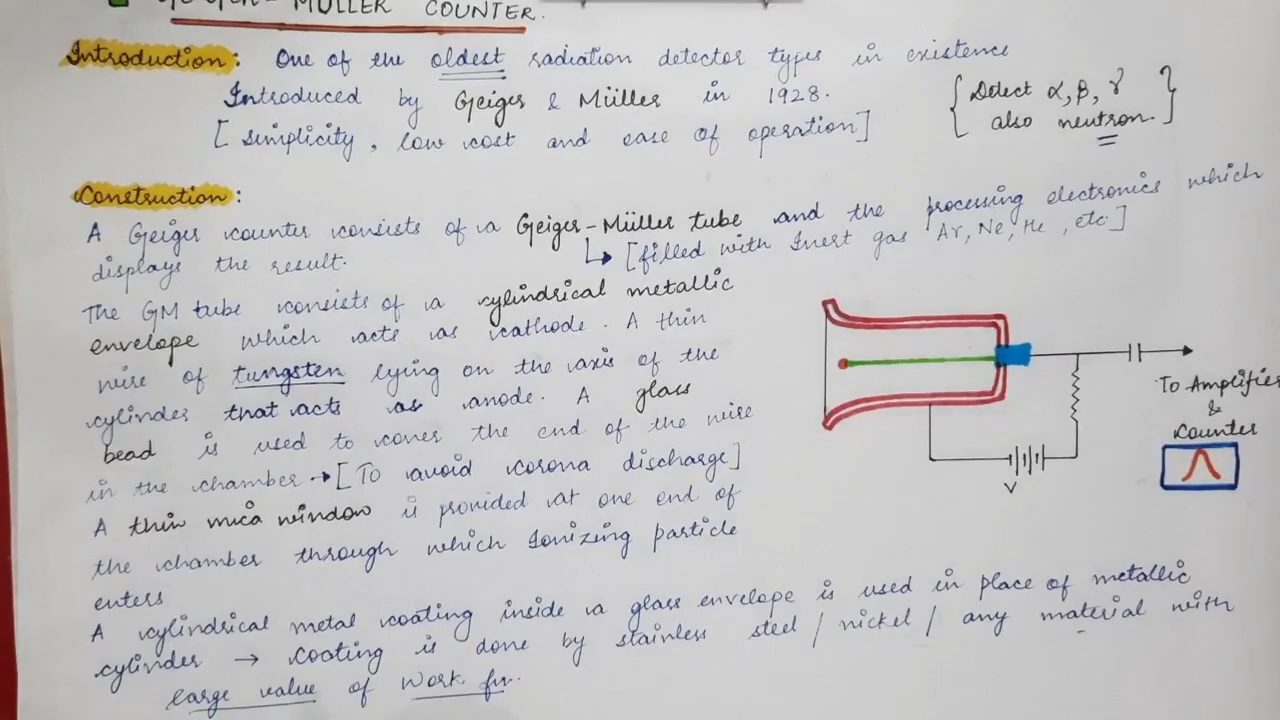 GEIGER-MÜLLER COUNTER.
Introduction: One of the oldest radiation detector types in existence
Introduced by Geiger & Müller in 1928.
[simplicity, low cost and ease of operation]
{Detect α, β, γ
also neutron.}
Construction:
A Geiger counter consists of a Geiger-Müller tube and the processing electronics which
displays the result.
↳ [filled with Inert gas Ar, Ne, He, etc]
The GM tube consists of a cylindrical metallic
envelope which acts as cathode. A thin
wire of tungsten lying on the axis of the
cylinder that acts as anode. A glass
bead is used to cover the end of the wire
in the chamber → [To avoid corona discharge]
A thin mica window is provided at one end of
the chamber through which Ionizing particle
enters
To Amplifier
&
counter
V
A cylindrical metal coating inside a glass envelope is used in place of metallic
cylinder → coating is done by stainless steel / nickel / any material with
large value of work fn.